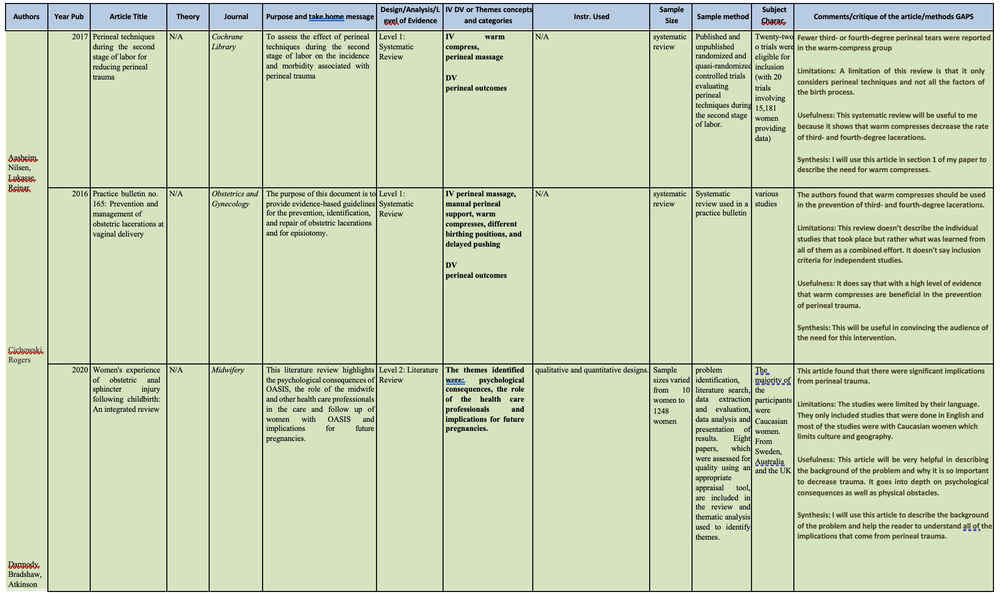 Authors
Year Pub
Article Title
Theory
Journal
Purpose and take home message
Design/Analysis/L
evel of Evidence
IV DV or Themes concepts
and categories
Instr. Used
Sample
Size
Sample method
Subject
Charac.
Comments/critique of the article/methods GAPS
Aasheim,
Nilsen,
Lukasse,
Reinar
2017
Perineal techniques
during the second
stage of labor for
reducing perineal
trauma
N/A
Cochrane
Library
To assess the effect of perineal
techniques during the second
stage of labor on the incidence
and morbidity associated with
perineal trauma
Level 1:
Systematic
Review
IV warm
compress,
perineal massage
DV
perineal outcomes
N/A
systematic
review
Published and
unpublished
randomized and
quasi-randomized
controlled trials
evaluating
perineal
techniques during
the second stage
of labor.
Twenty-two
o trials were
eligible for
inclusion
(with 20
trials
involving
15,181
women
providing
data)
Fewer third- or fourth-degree perineal tears were reported
in the warm-compress group
Limitations: A limitation of this review is that it only
considers perineal techniques and not all the factors of
the birth process.
Usefulness: This systematic review will be useful to me
because it shows that warm compresses decrease the rate
of third- and fourth-degree lacerations.
Synthesis: I will use this article in section 1 of my paper to
describe the need for warm compresses.
Cichowski,
Rogers
2016
Practice bulletin no.
165: Prevention and
management of
obstetric lacerations at
vaginal delivery
N/A
Obstetrics and
Gynecology
The purpose of this document is to
provide evidence-based guidelines
for the prevention, identification,
and repair of obstetric lacerations
and for episiotomy.
Level 1:
Systematic
Review
IV perineal massage,
manual perineal
support, warm
compresses, different
birthing positions, and
delayed pushing
DV
perineal outcomes
N/A
systematic
review
Systematic
review used in a
practice bulletin
various
studies
The authors found that warm compresses should be used
in the prevention of third- and fourth-degree lacerations.
Limitations: This review doesn’t describe the individual
studies that took place but rather what was learned from
all of them as a combined effort. It doesn't say inclusion
criteria for independent studies.
Usefulness: It does say that with a high level of evidence
that warm compresses are beneficial in the prevention
of perineal trauma.
Synthesis: This will be useful in convincing the audience of
the need for this intervention.
Darmody,
Bradshaw,
Atkinson
2020
Women's experience
of obstetric anal
sphincter injury
following childbirth:
An integrated review
N/A
Midwifery
This literature review highlights
the psychological consequences of
OASIS, the role of the midwife
and other health care professionals
in the care and follow up of
women with OASIS and
implications for future
pregnancies.
Level 2: Literature
Review
The themes identified
were: psychological
consequences, the role
of the health care
professionals and
implications for future
pregnancies.
qualitative and quantitative designs.
Sample
sizes varied
from 10
women to
1248
women
problem
identification,
literature search,
data extraction
and evaluation,
data analysis and
presentation of
results. Eight
papers, which
were assessed for
quality using an
appropriate
appraisal tool,
are included in
the review and
thematic analysis
used to identify
themes.
The
majority of
the
participants
were
Caucasian
women.
From
Sweden,
Australia
and the UK
This article found that there were significant implications
from perineal trauma.
Limitations: The studies were limited by their language.
They only included studies that were done in English and
most of the studies were with Caucasian women which
limits culture and geography.
Usefulness: This article will be very helpful in describing
the background of the problem and why it is so important
to decrease trauma. It goes into depth on psychological
consequences as well as physical obstacles.
Synthesis: I will use this article to describe the background
of the problem and help the reader to understand all of the
implications that come from perineal trauma.